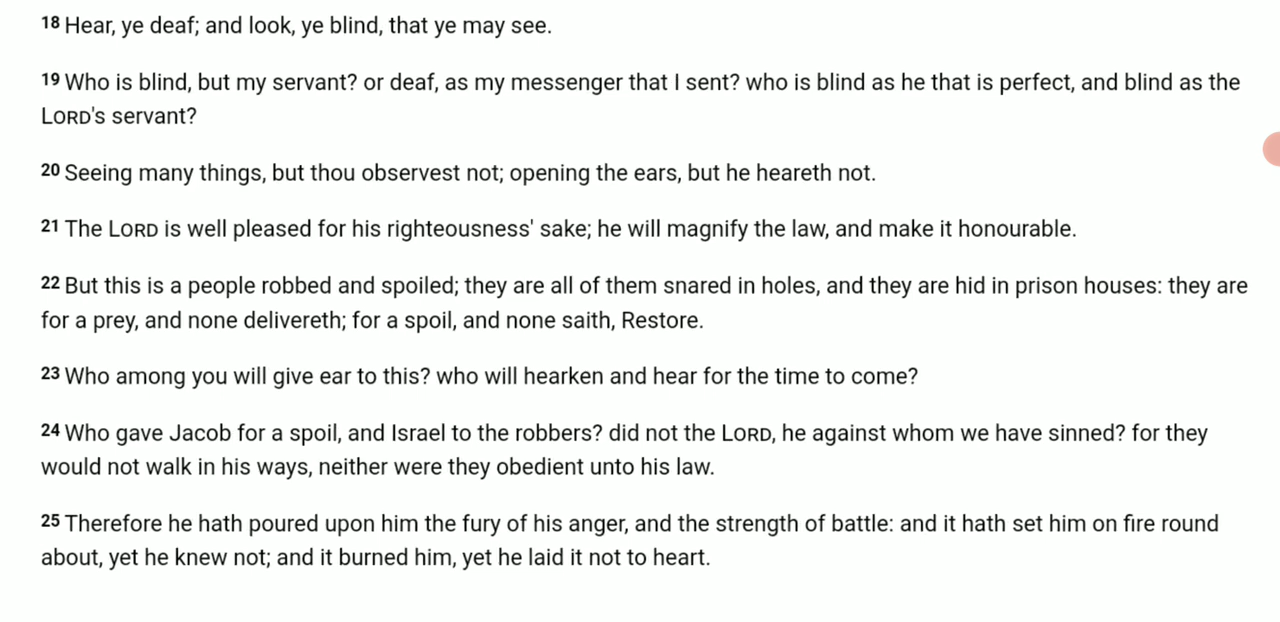 18 Hear, ye deaf; and look, ye blind, that ye may see.
19 Who is blind, but my servant? or deaf, as my messenger that I sent? who is blind as he that is perfect, and blind as the
LORD's servant?
20 Seeing many things, but thou observest not; opening the ears, but he heareth not.
21 The LORD is well pleased for his righteousness' sake; he will magnify the law, and make it honourable.
22 But this is a people robbed and spoiled; they are all of them snared in holes, and they are hid in prison houses: they are
for a prey, and none delivereth; for a spoil, and none saith, Restore.
23 Who among you will give ear to this? who will hearken and hear for the time to come?
24 Who gave Jacob for a spoil, and Israel to the robbers? did not the LORD, he against whom we have sinned? for they
would not walk in his ways, neither were they obedient unto his law.
25 Therefore he hath poured upon him the fury of his anger, and the strength of battle: and it hath set him on fire round
about, yet he knew not; and it burned him, yet he laid it not to heart.